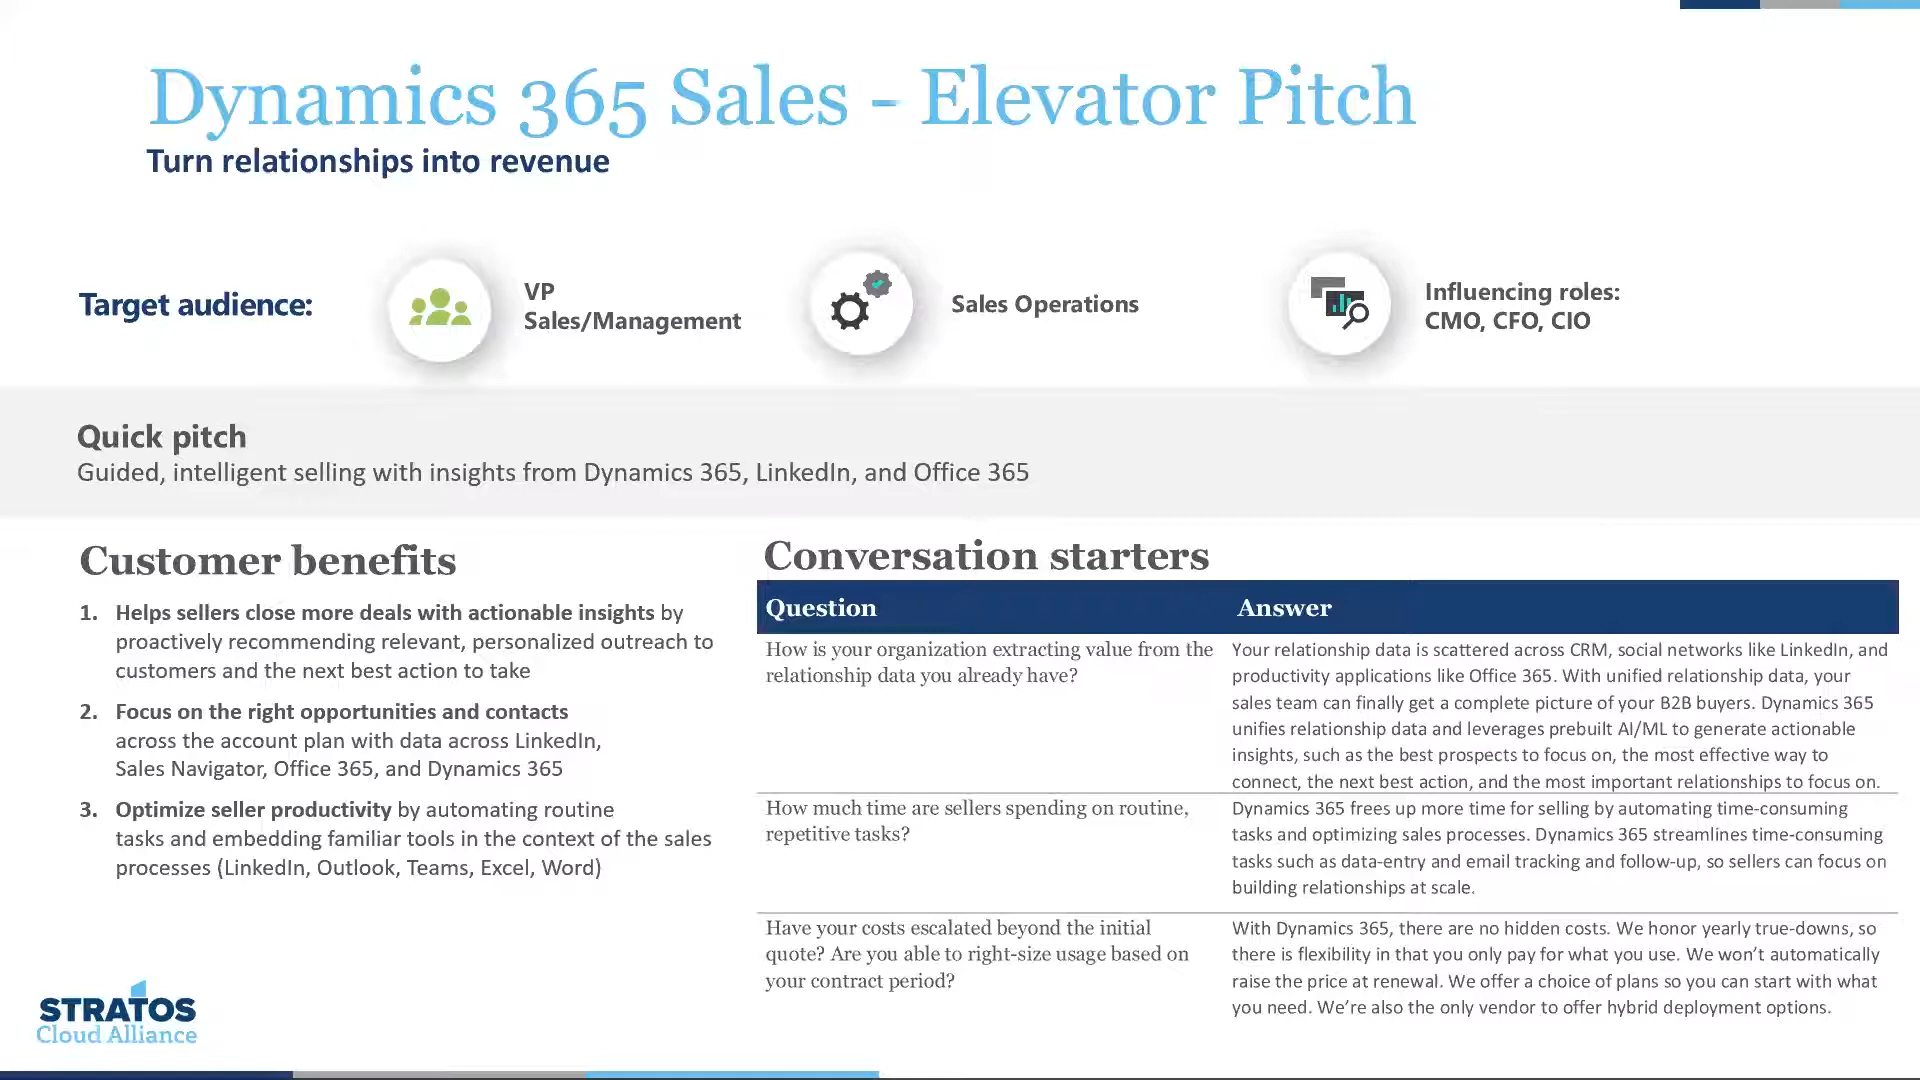 Dynamics 365 Sales - Elevator Pitch
Turn relationships into revenue
Target audience:
VP
Sales/Management
Sales Operations
Influencing roles:
CMO, CFO, CIO
Quick pitch
Guided, intelligent selling with insights from Dynamics 365, LinkedIn, and Office 365
Customer benefits
1. Helps sellers close more deals with actionable insights by
proactively recommending relevant, personalized outreach to
customers and the next best action to take
2. Focus on the right opportunities and contacts
across the account plan with data across LinkedIn,
Sales Navigator, Office 365, and Dynamics 365
3. Optimize seller productivity by automating routine
tasks and embedding familiar tools in the context of the sales
processes (LinkedIn, Outlook, Teams, Excel, Word)
Conversation starters
Question
Answer
How is your organization extracting value from the
relationship data you already have?
Your relationship data is scattered across CRM, social networks like LinkedIn, and
productivity applications like Office 365. With unified relationship data, your
sales team can finally get a complete picture of your B2B buyers. Dynamics 365
unifies relationship data and leverages prebuilt AI/ML to generate actionable
insights, such as the best prospects to focus on, the most effective way to
connect, the next best action, and the most important relationships to focus on.
How much time are sellers spending on routine,
repetitive tasks?
Dynamics 365 frees up more time for selling by automating time-consuming
tasks and optimizing sales processes. Dynamics 365 streamlines time-consuming
tasks such as data-entry and email tracking and follow-up, so sellers can focus on
building relationships at scale.
Have your costs escalated beyond the initial
quote? Are you able to right-size usage based on
your contract period?
With Dynamics 365, there are no hidden costs. We honor yearly true-downs, so
there is flexibility in that you only pay for what you use. We won’t automatically
raise the price at renewal. We offer a choice of plans so you can start with what
you need. We’re also the only vendor to offer hybrid deployment options.
STRATOS
Cloud Alliance